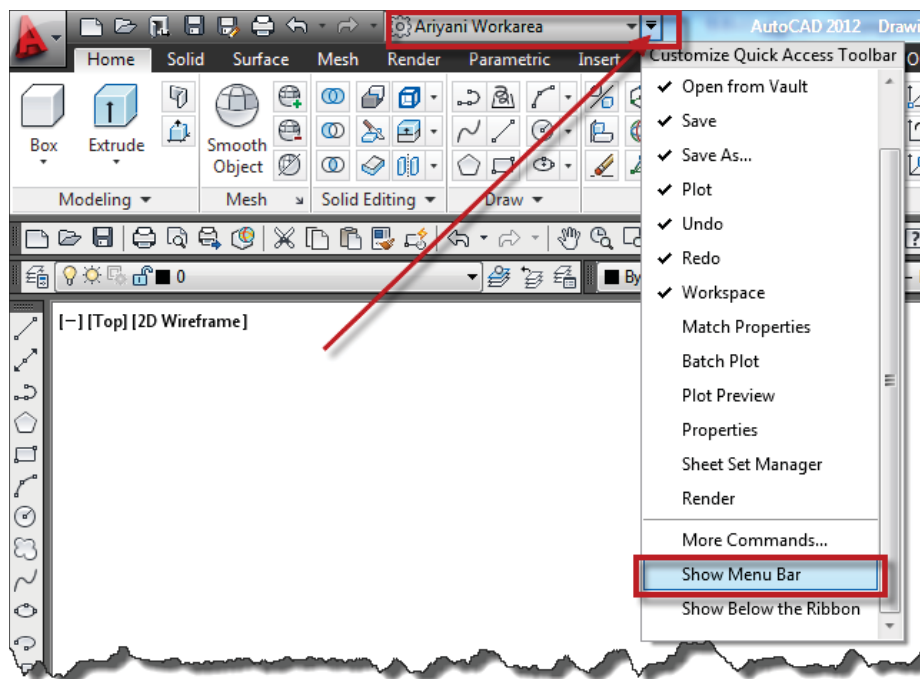 Ariyani Workarea
AutoCAD 2012
Home Solid Surface Mesh Render Parametric Insert
Customize Quick Access Toolbar
Open from Vault
Save
Save As...
Plot
Undo
Redo
Workspace
Match Properties
Batch Plot
Plot Preview
Properties
Sheet Set Manager
Render
More Commands...
Show Menu Bar
Show Below the Ribbon
Box Extrude
Smooth
Object
Modeling Mesh Solid Editing Draw
0
By
[−] [Top] [2D Wireframe]